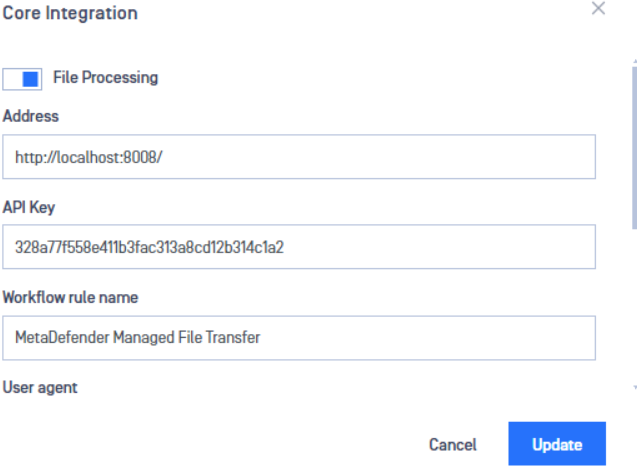 Core Integration
File Processing
Address
http://localhost:8008/
API Key
328a77f558e411b3fac313a8cd12b314c1a2
Workflow rule name
MetaDefender Managed File Transfer
User agent
Cancel
Update